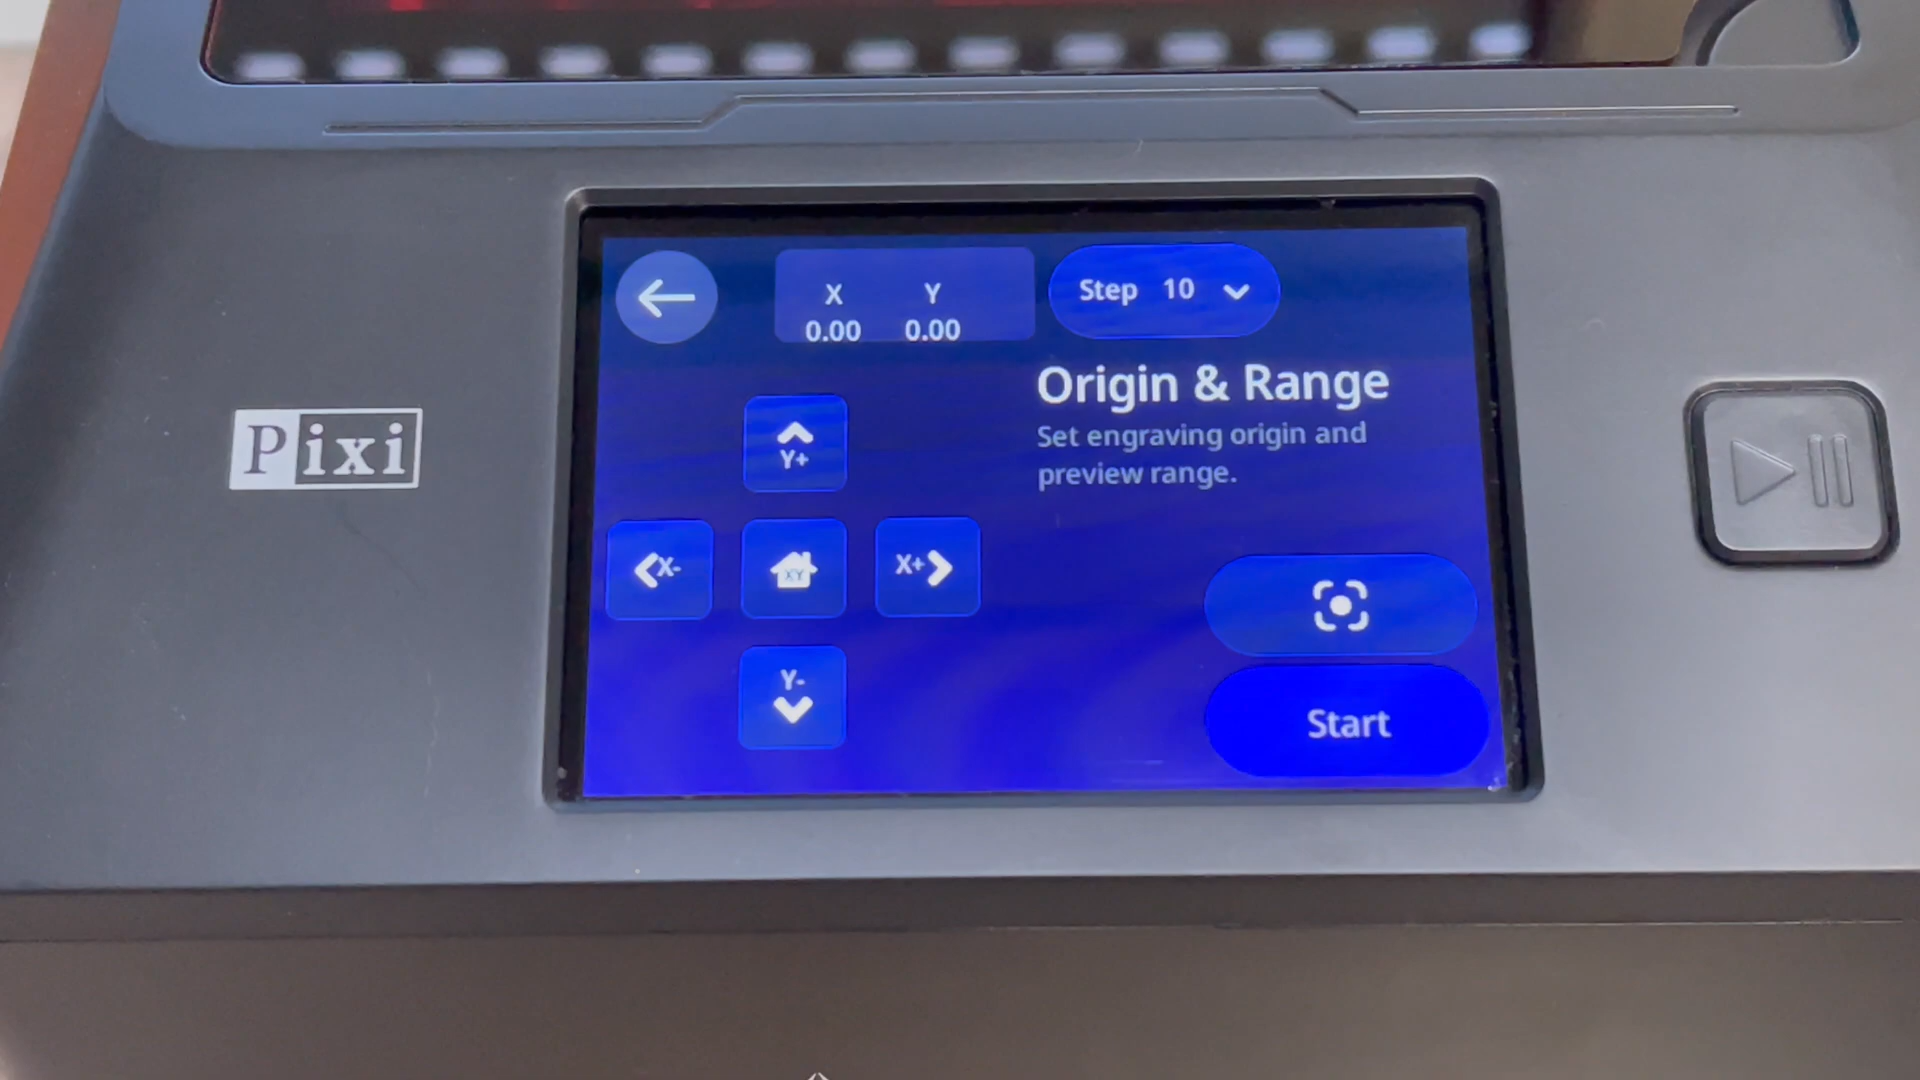 X Y
0.00 0.00
Step 10
Origin & Range
Set engraving origin and
preview range.
Y+
X-
XY
X+
Y-
Start
Pixi